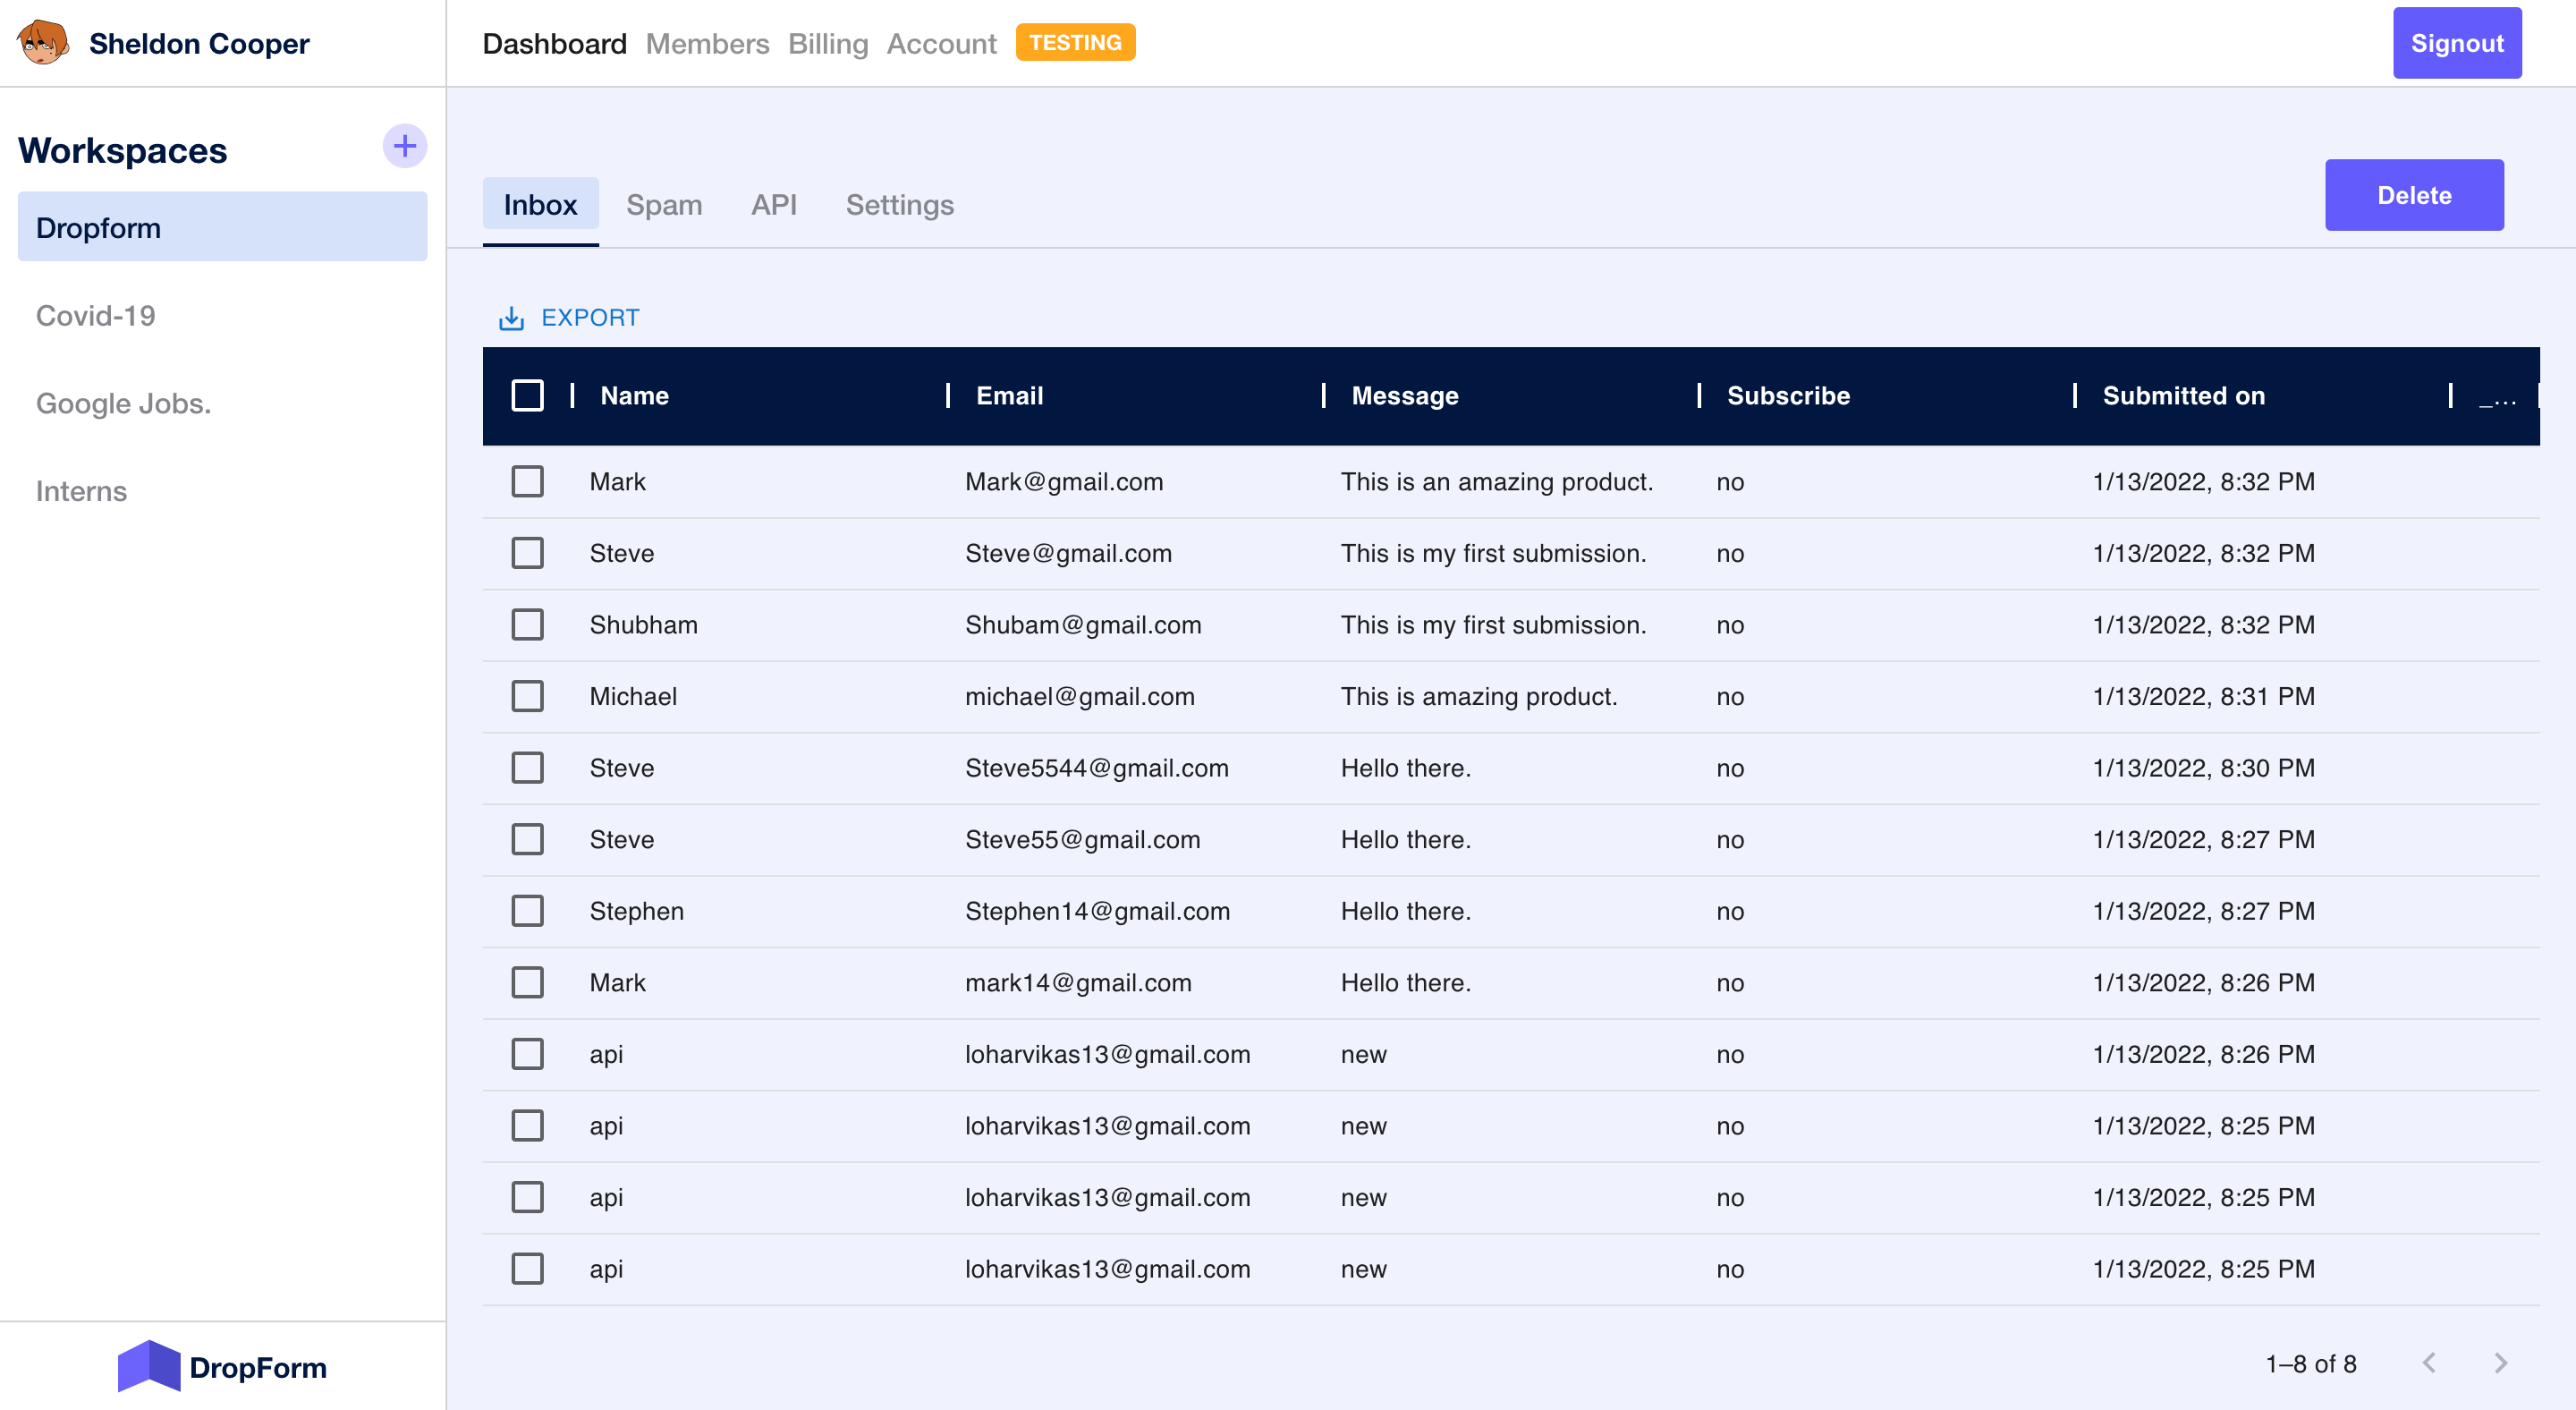 Sheldon Cooper
Dashboard Members Billing Account TESTING
Signout
Workspaces
+
Dropform
Covid-19
Google Jobs.
Interns
DropForm
Inbox Spam API Settings
Delete
EXPORT
Name Email Message Subscribe Submitted on _...
Mark Mark@gmail.com This is an amazing product. no 1/13/2022, 8:32 PM
Steve Steve@gmail.com This is my first submission. no 1/13/2022, 8:32 PM
Shubham Shubam@gmail.com This is my first submission. no 1/13/2022, 8:32 PM
Michael michael@gmail.com This is amazing product. no 1/13/2022, 8:31 PM
Steve Steve5544@gmail.com Hello there. no 1/13/2022, 8:30 PM
Steve Steve55@gmail.com Hello there. no 1/13/2022, 8:27 PM
Stephen Stephen14@gmail.com Hello there. no 1/13/2022, 8:27 PM
Mark mark14@gmail.com Hello there. no 1/13/2022, 8:26 PM
api loharvikas13@gmail.com new no 1/13/2022, 8:26 PM
api loharvikas13@gmail.com new no 1/13/2022, 8:25 PM
api loharvikas13@gmail.com new no 1/13/2022, 8:25 PM
api loharvikas13@gmail.com new no 1/13/2022, 8:25 PM
1–8 of 8